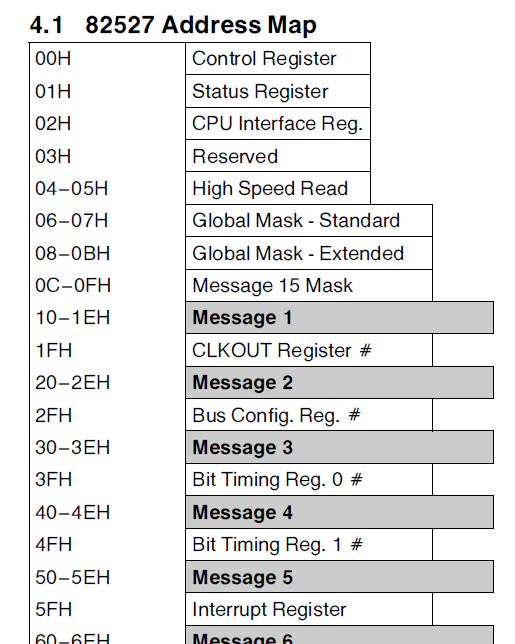 4.1 82527 Address Map
00H Control Register
01H Status Register
02H CPU Interface Reg.
03H Reserved
04–05H High Speed Read
06–07H Global Mask - Standard
08–0BH Global Mask - Extended
0C–0FH Message 15 Mask
10–1EH Message 1
1FH CLKOUT Register #
20–2EH Message 2
2FH Bus Config. Reg. #
30–3EH Message 3
3FH Bit Timing Reg. 0 #
40–4EH Message 4
4FH Bit Timing Reg. 1 #
50–5EH Message 5
5FH Interrupt Register
60–6EH Message 6